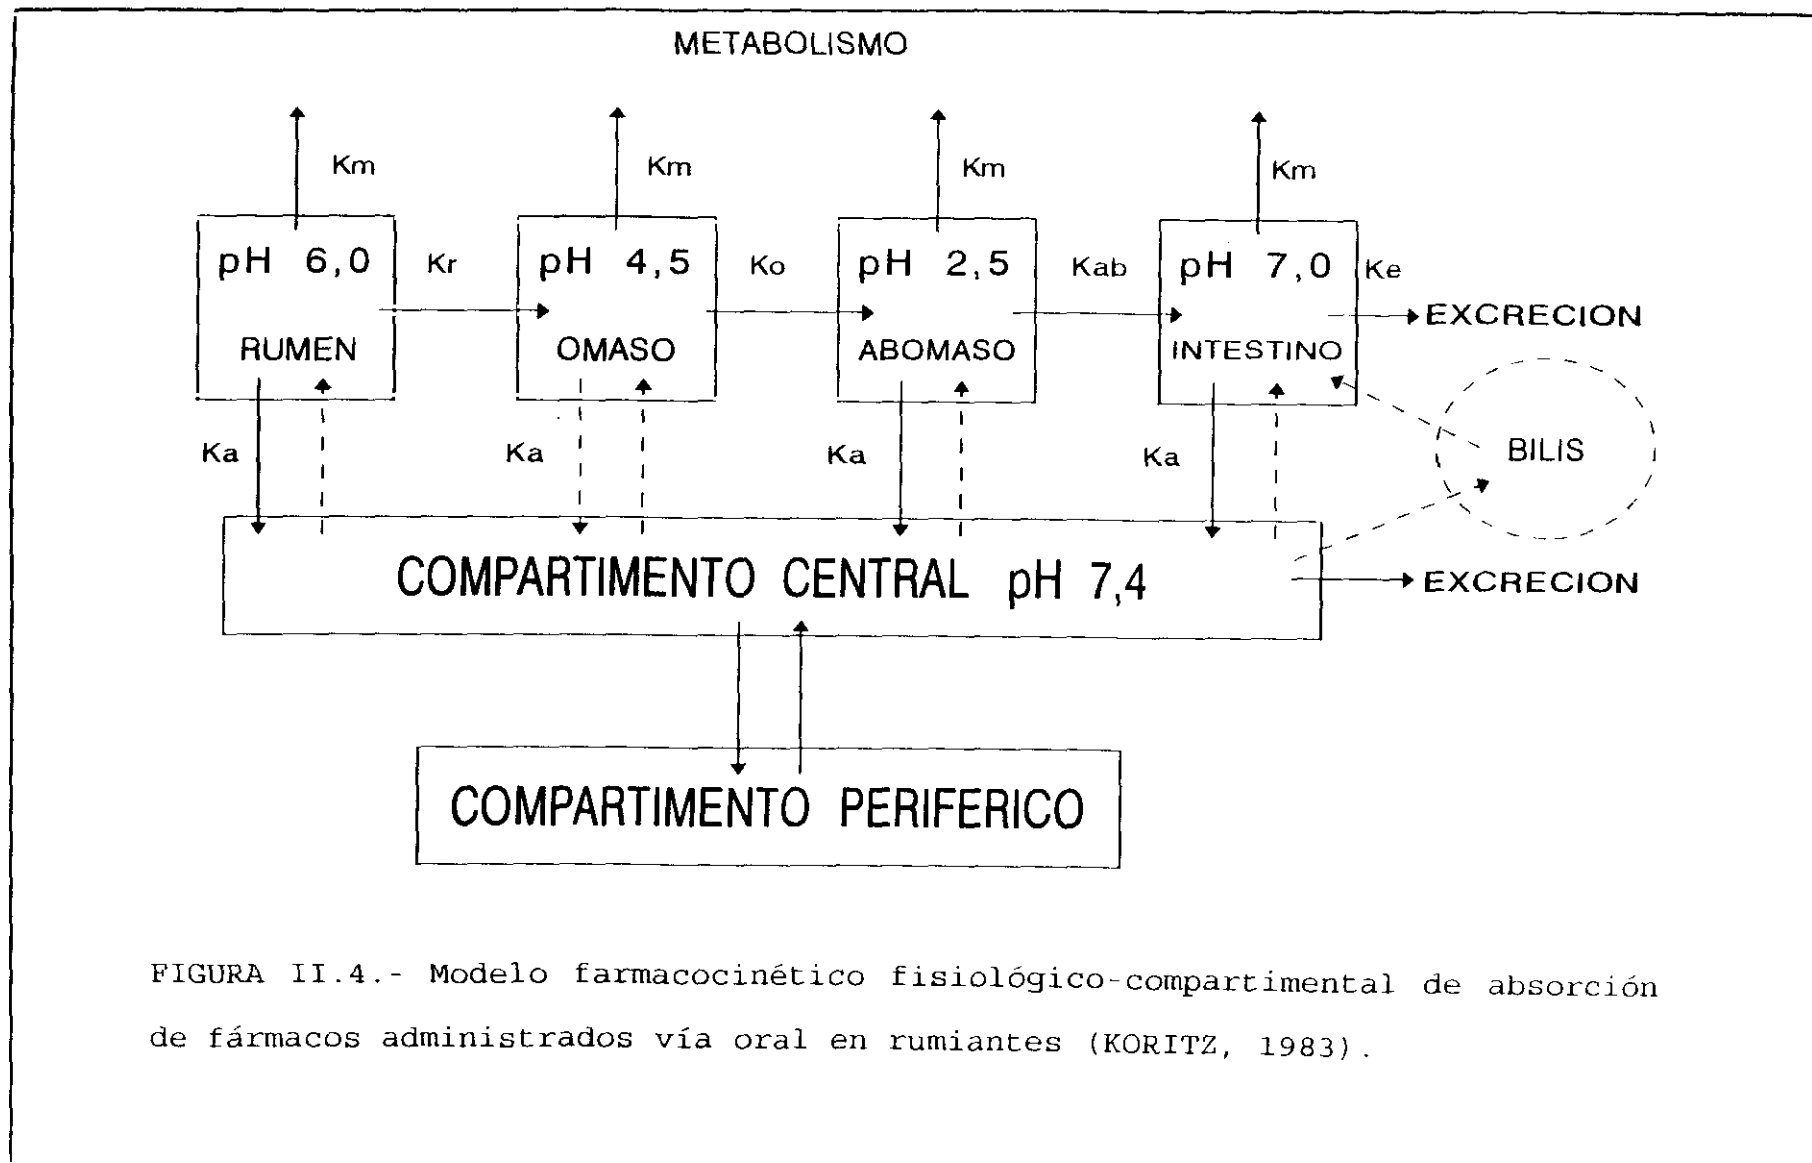 METABOLISMO
Km Km Km Km
pH 6,0 Kr pH 4,5 Ko pH 2,5 Kab pH 7,0 Ke
EXCRECION
RUMEN OMASO ABOMASO INTESTINO
Ka Ka Ka Ka BILIS
COMPARTIMENTO CENTRAL pH 7,4 EXCRECION
COMPARTIMENTO PERIFERICO
FIGURA II.4.- Modelo farmacocinético fisiológico-compartimental de absorción
de fármacos administrados vía oral en rumiantes (KORITZ, 1983).